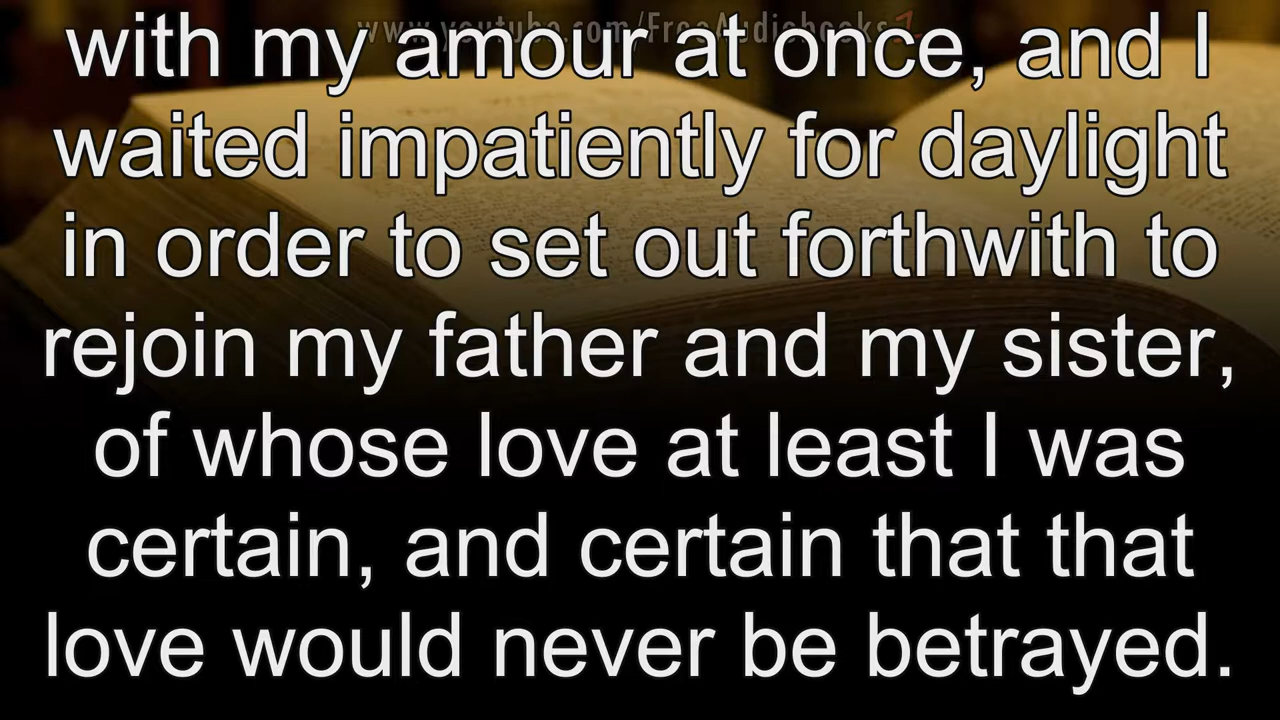 www.youtube.com/FreeAudiobooks
with my amour at once, and I
waited impatiently for daylight
in order to set out forthwith to
rejoin my father and my sister,
of whose love at least I was
certain, and certain that that
love would never be betrayed.